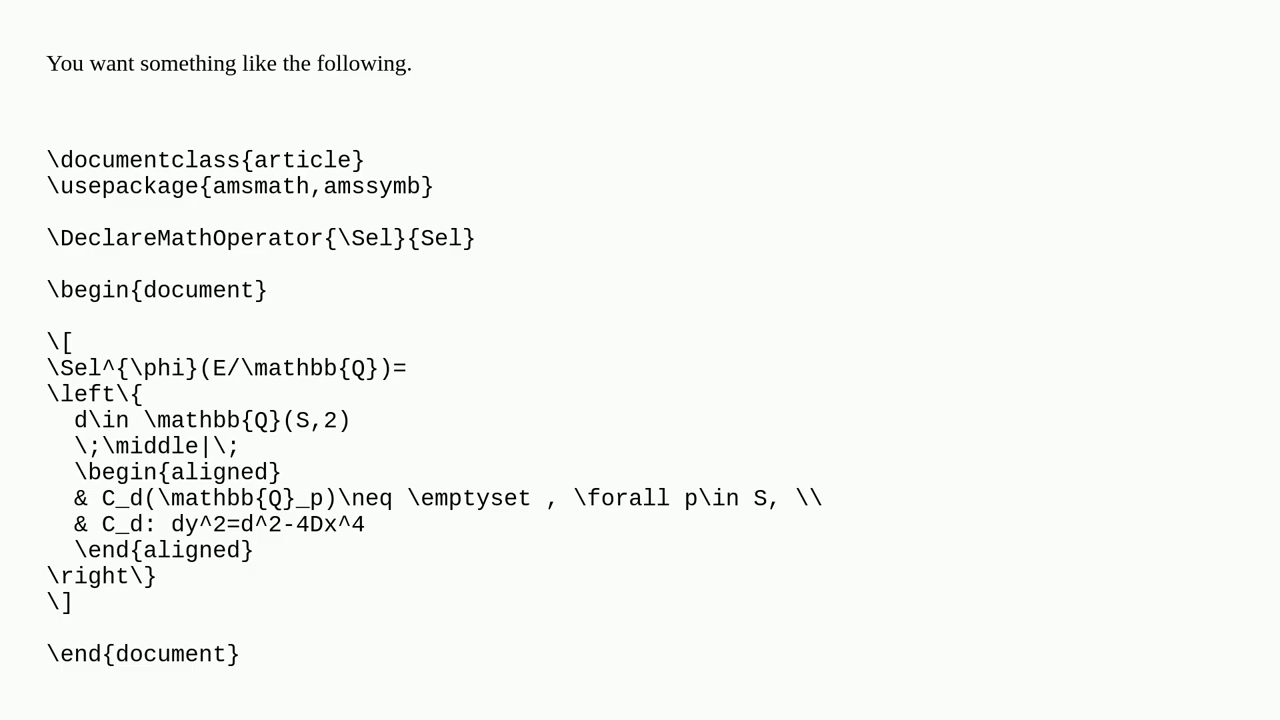 You want something like the following.
\documentclass{article}
\usepackage{amsmath,amssymb}
\DeclareMathOperator{\Sel}{Sel}
\begin{document}
\[
\Sel^{\phi}(E/\mathbb{Q})=
\left\{
  d\in \mathbb{Q}(S,2)
  \;\middle|\;
  \begin{aligned}
  & C_d(\mathbb{Q}_p)\neq \emptyset , \forall p\in S, \\
  & C_d: dy^2=d^2-4Dx^4
  \end{aligned}
\right\}
\]
\end{document}